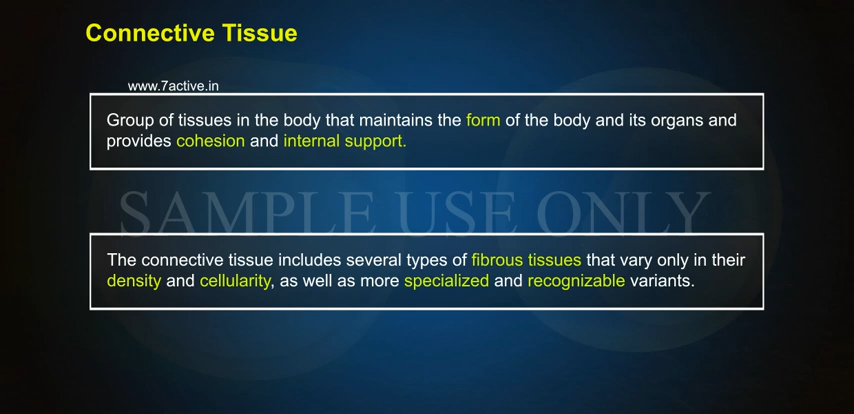 Connective Tissue
www.7active.in
Group of tissues in the body that maintains the form of the body and its organs and
provides cohesion and internal support.
SAMPLE USE ONLY
The connective tissue includes several types of fibrous tissues that vary only in their
density and cellularity, as well as more specialized and recognizable variants.